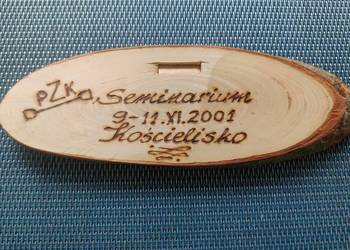 PZK
Seminarium
9-11.XI.2001
Kościelisko